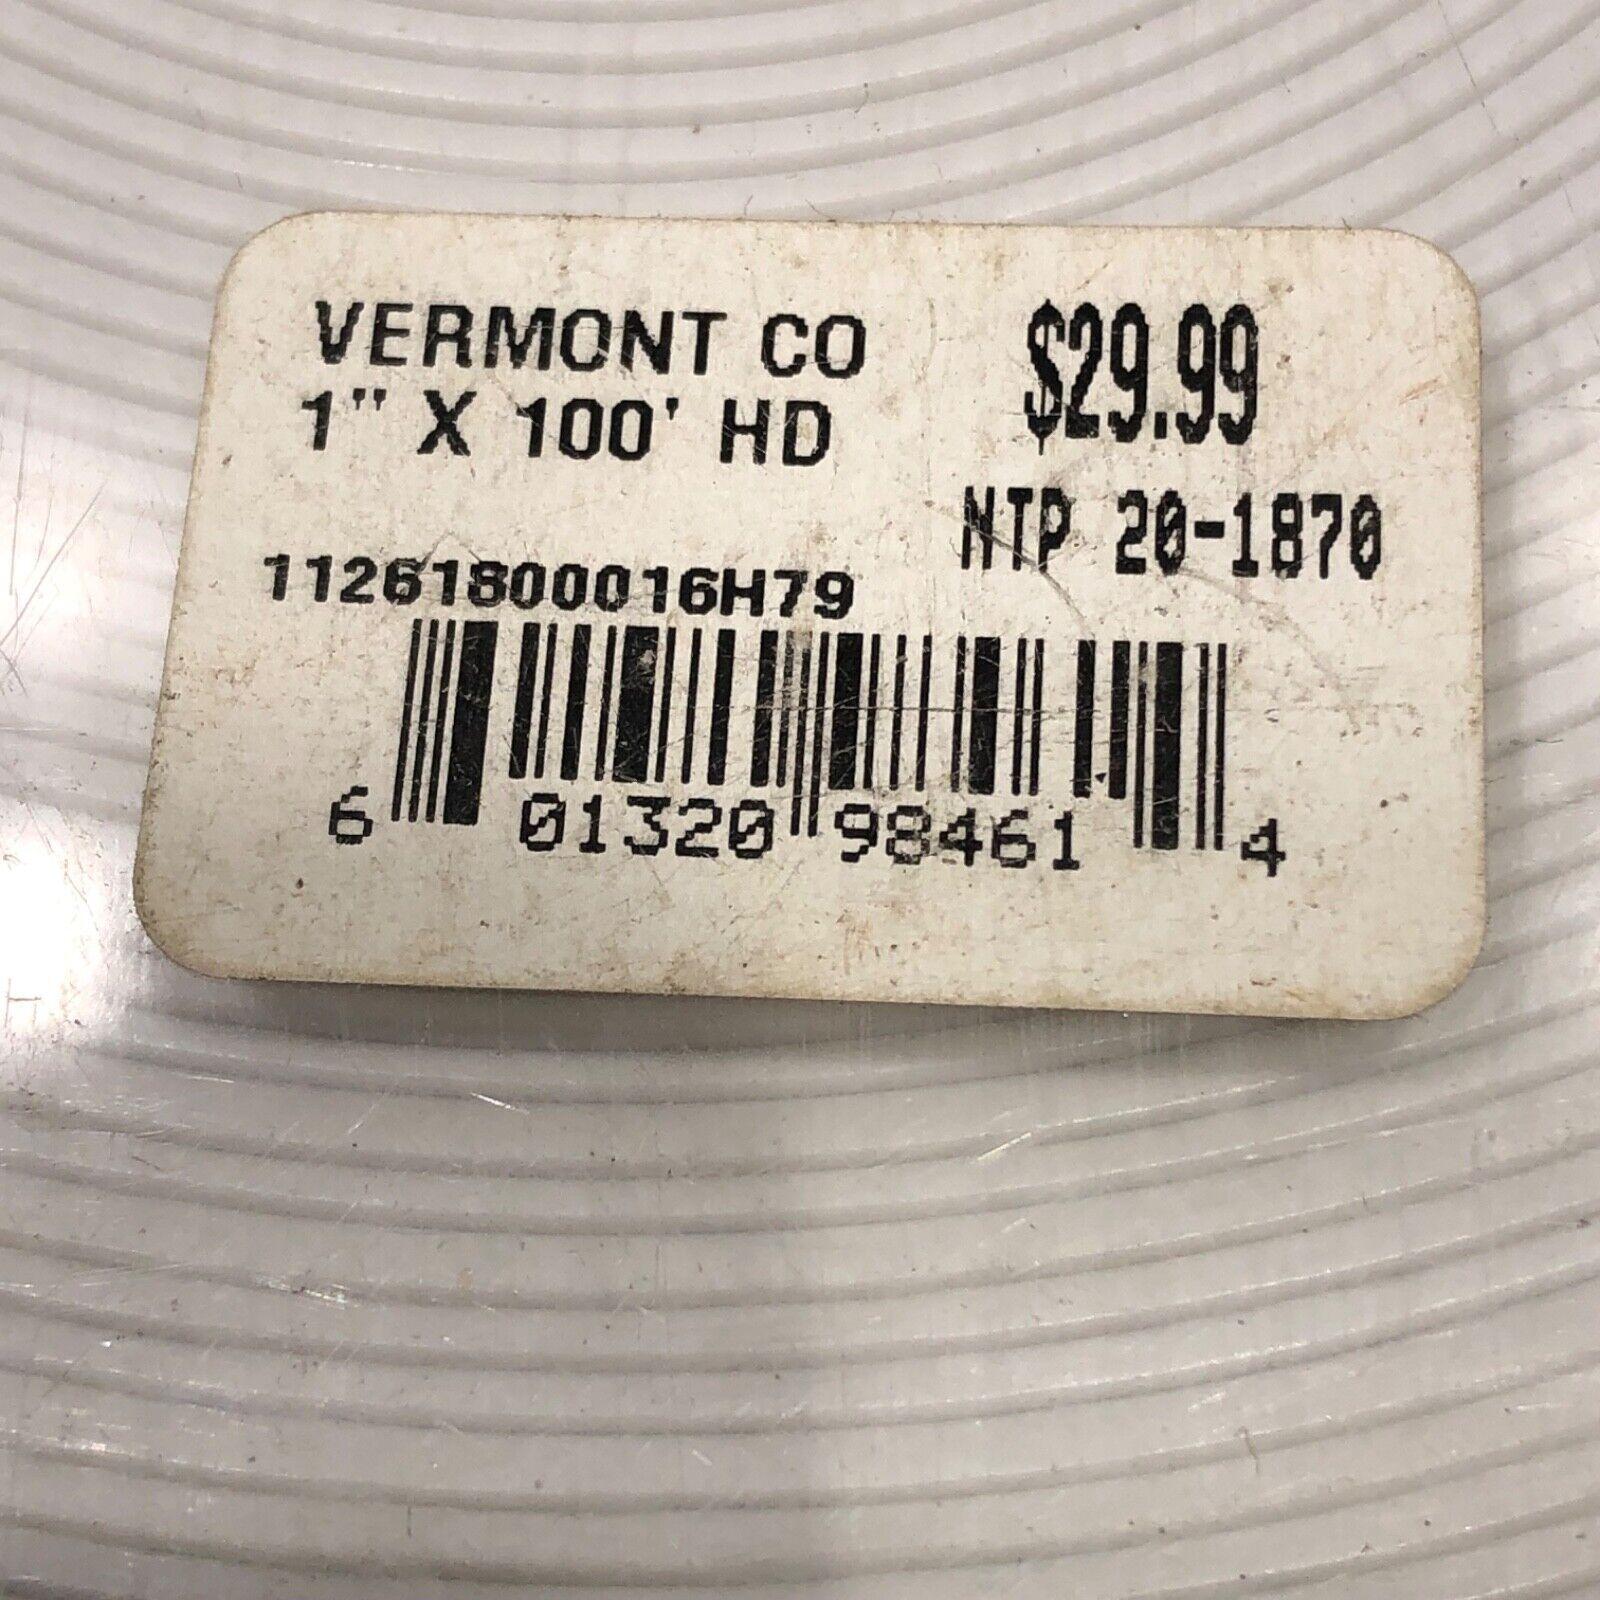 VERMONT CO
1" X 100' HD
$29.99
NTP 20-1870
11261800016H79
6 01320 98461 4